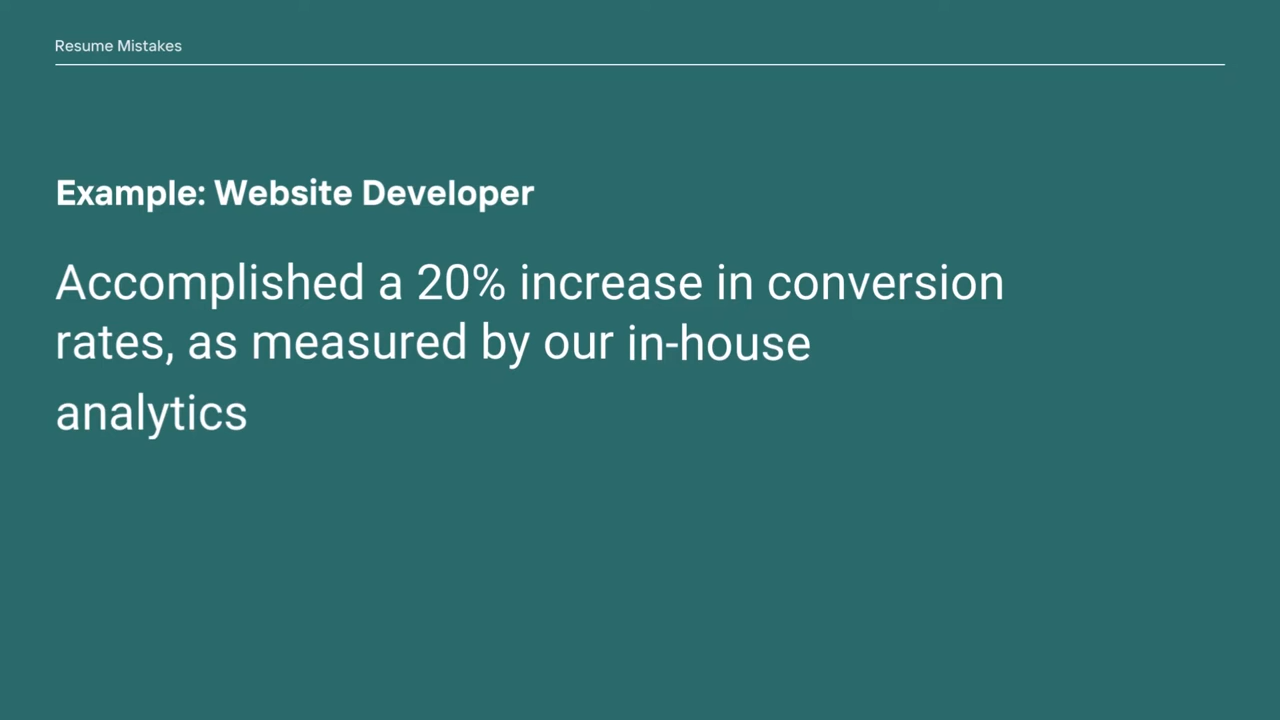 Resume Mistakes
Example: Website Developer
Accomplished a 20% increase in conversion
rates, as measured by our in-house
analytics